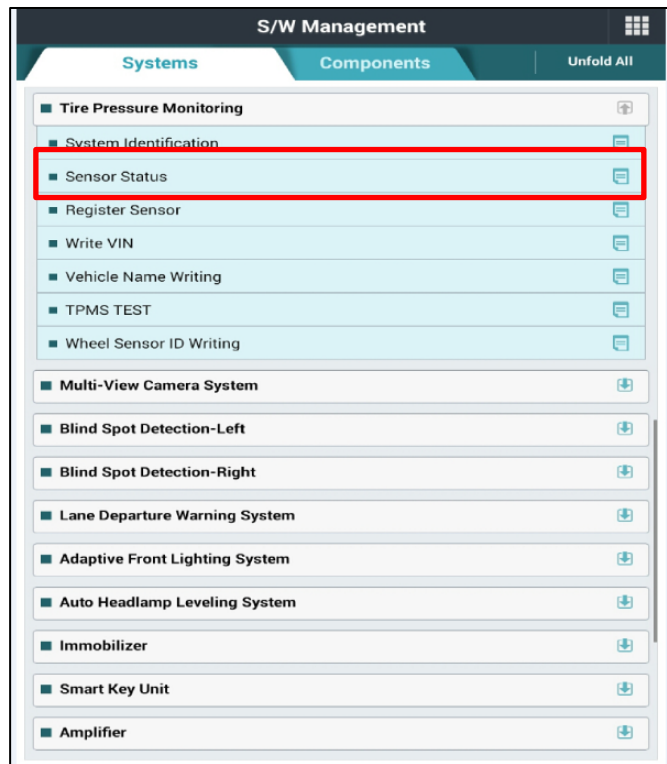 S/W Management
Systems
Components
Unfold All
Tire Pressure Monitoring
System Identification
Sensor Status
Register Sensor
Write VIN
Vehicle Name Writing
TPMS TEST
Wheel Sensor ID Writing
Multi-View Camera System
Blind Spot Detection-Left
Blind Spot Detection-Right
Lane Departure Warning System
Adaptive Front Lighting System
Auto Headlamp Leveling System
Immobilizer
Smart Key Unit
Amplifier